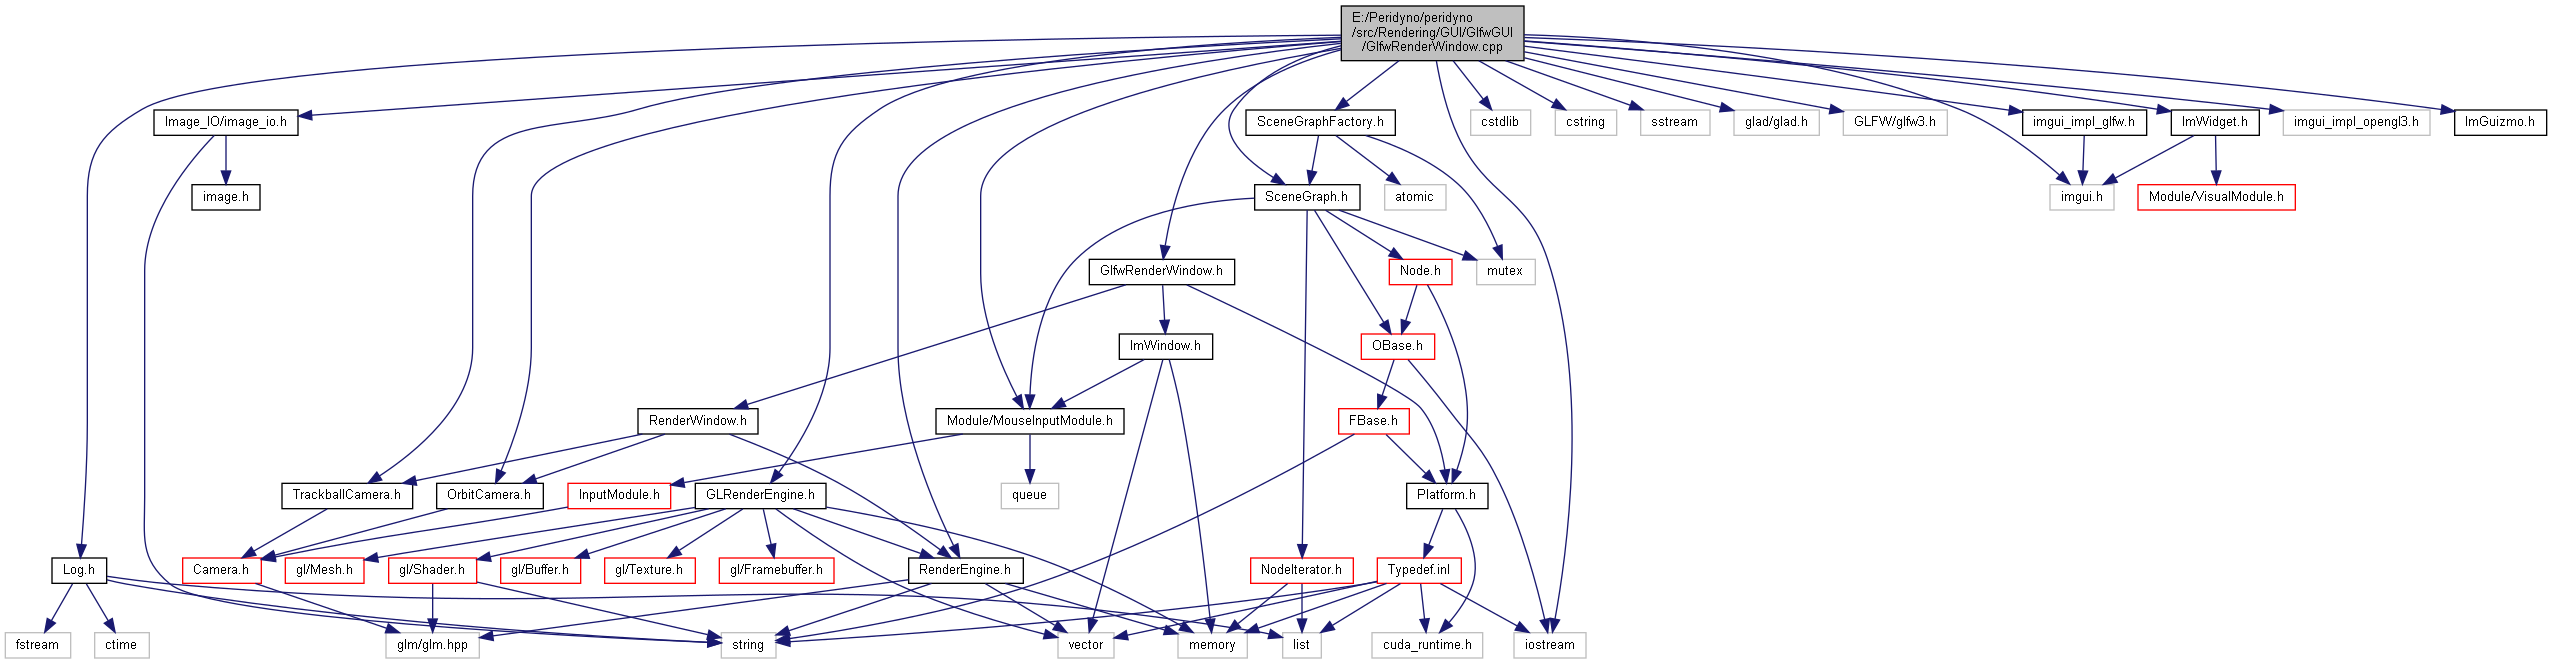 E:/Peridyno/peridyno
/src/Rendering/GUI/GlfwGUI
/GlfwRenderWindow.cpp
Image_IO/image_io.h
SceneGraphFactory.h
cstdlib
cstring
sstream
glad/glad.h
GLFW/glfw3.h
imgui_impl_glfw.h
ImWidget.h
imgui_impl_opengl3.h
ImGuizmo.h
image.h
SceneGraph.h
atomic
imgui.h
Module/VisualModule.h
GlfwRenderWindow.h
Node.h
mutex
ImWindow.h
OBase.h
RenderWindow.h
Module/MouseInputModule.h
FBase.h
TrackballCamera.h
OrbitCamera.h
InputModule.h
GLRenderEngine.h
queue
Platform.h
Log.h
Camera.h
gl/Mesh.h
gl/Shader.h
gl/Buffer.h
gl/Texture.h
gl/Framebuffer.h
RenderEngine.h
NodeIterator.h
Typedef.inl
fstream
ctime
glm/glm.hpp
string
vector
memory
list
cuda_runtime.h
iostream